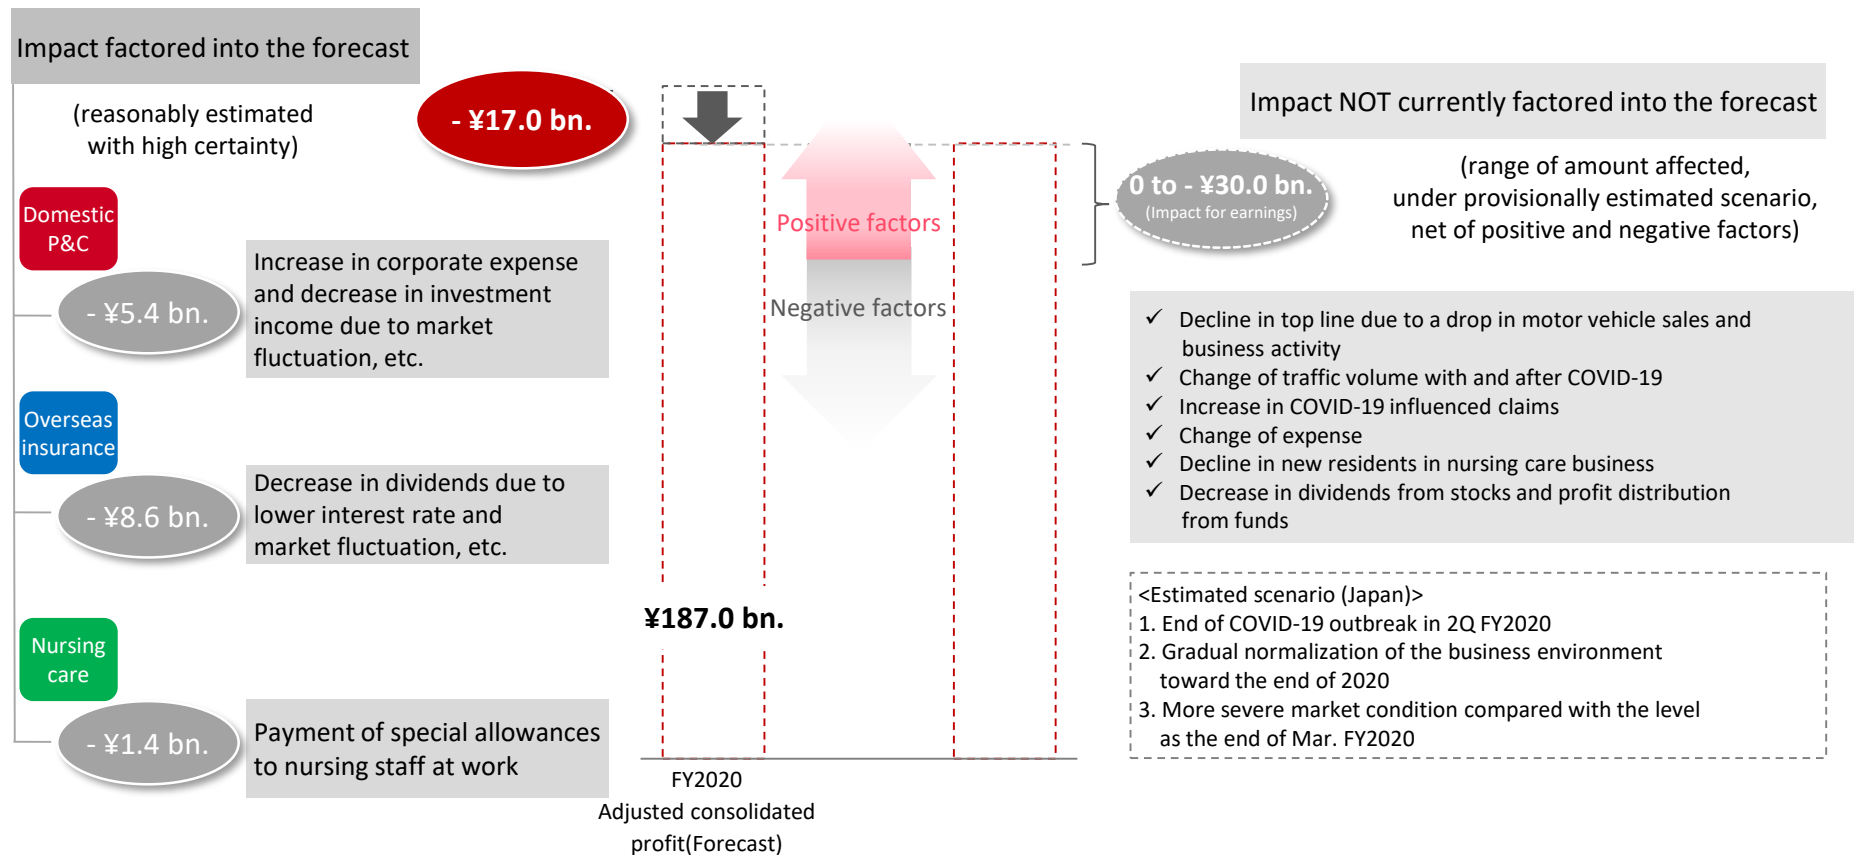 Impact factored into the forecast
(reasonably estimated
with high certainty)
- ¥17.0 bn.
Domestic
P&C
- ¥5.4 bn.
Increase in corporate expense
and decrease in investment
income due to market
fluctuation, etc.
Overseas
insurance
- ¥8.6 bn.
Decrease in dividends due to
lower interest rate and
market fluctuation, etc.
Nursing
care
- ¥1.4 bn.
Payment of special allowances
to nursing staff at work
Positive factors
Negative factors
¥187.0 bn.
FY2020
Adjusted consolidated
profit(Forecast)
Impact NOT currently factored into the forecast
0 to - ¥30.0 bn.
(Impact for earnings)
(range of amount affected,
under provisionally estimated scenario,
net of positive and negative factors)
✓ Decline in top line due to a drop in motor vehicle sales and
business activity
✓ Change of traffic volume with and after COVID-19
✓ Increase in COVID-19 influenced claims
✓ Change of expense
✓ Decline in new residents in nursing care business
✓ Decrease in dividends from stocks and profit distribution
from funds
<Estimated scenario (Japan)>
1. End of COVID-19 outbreak in 2Q FY2020
2. Gradual normalization of the business environment
toward the end of 2020
3. More severe market condition compared with the level
as the end of Mar. FY2020